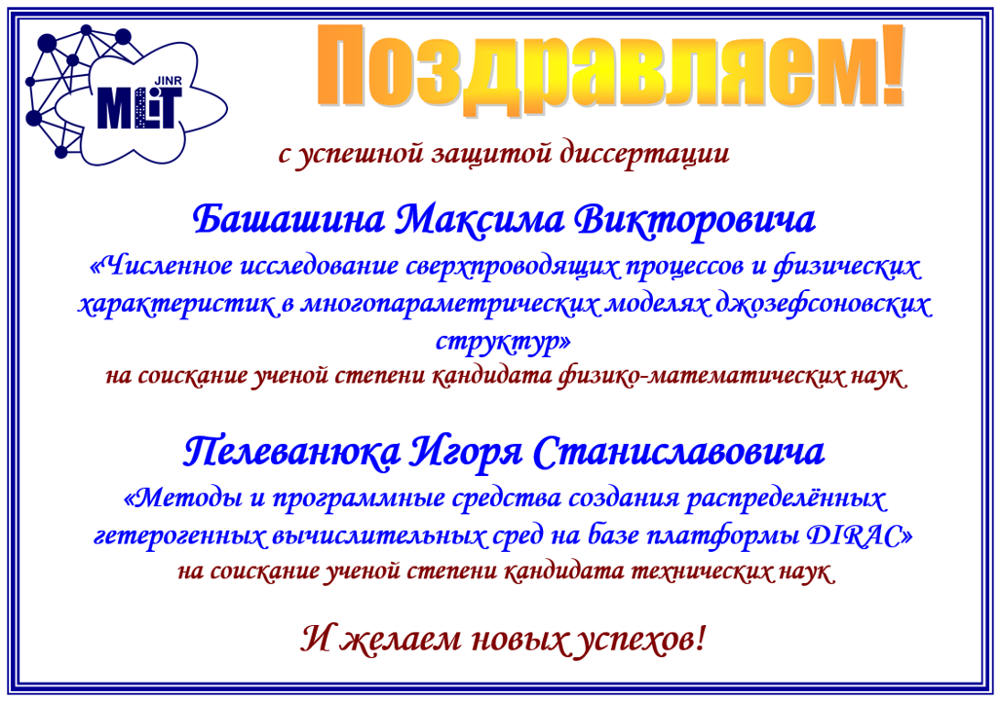 JINR
MLIT
Поздравляем!
с успешной защитой диссертации
Башашина Максима Викторовича
«Численное исследование сверхпроводящих процессов и физических
характеристик в многопараметрических моделях джозефсоновских
структур»
на соискание ученой степени кандидата физико-математических наук
Пелеванюка Игоря Станиславовича
«Методы и программные средства создания распределённых
гетерогенных вычислительных сред на базе платформы DIRAC»
на соискание ученой степени кандидата технических наук
И желаем новых успехов!